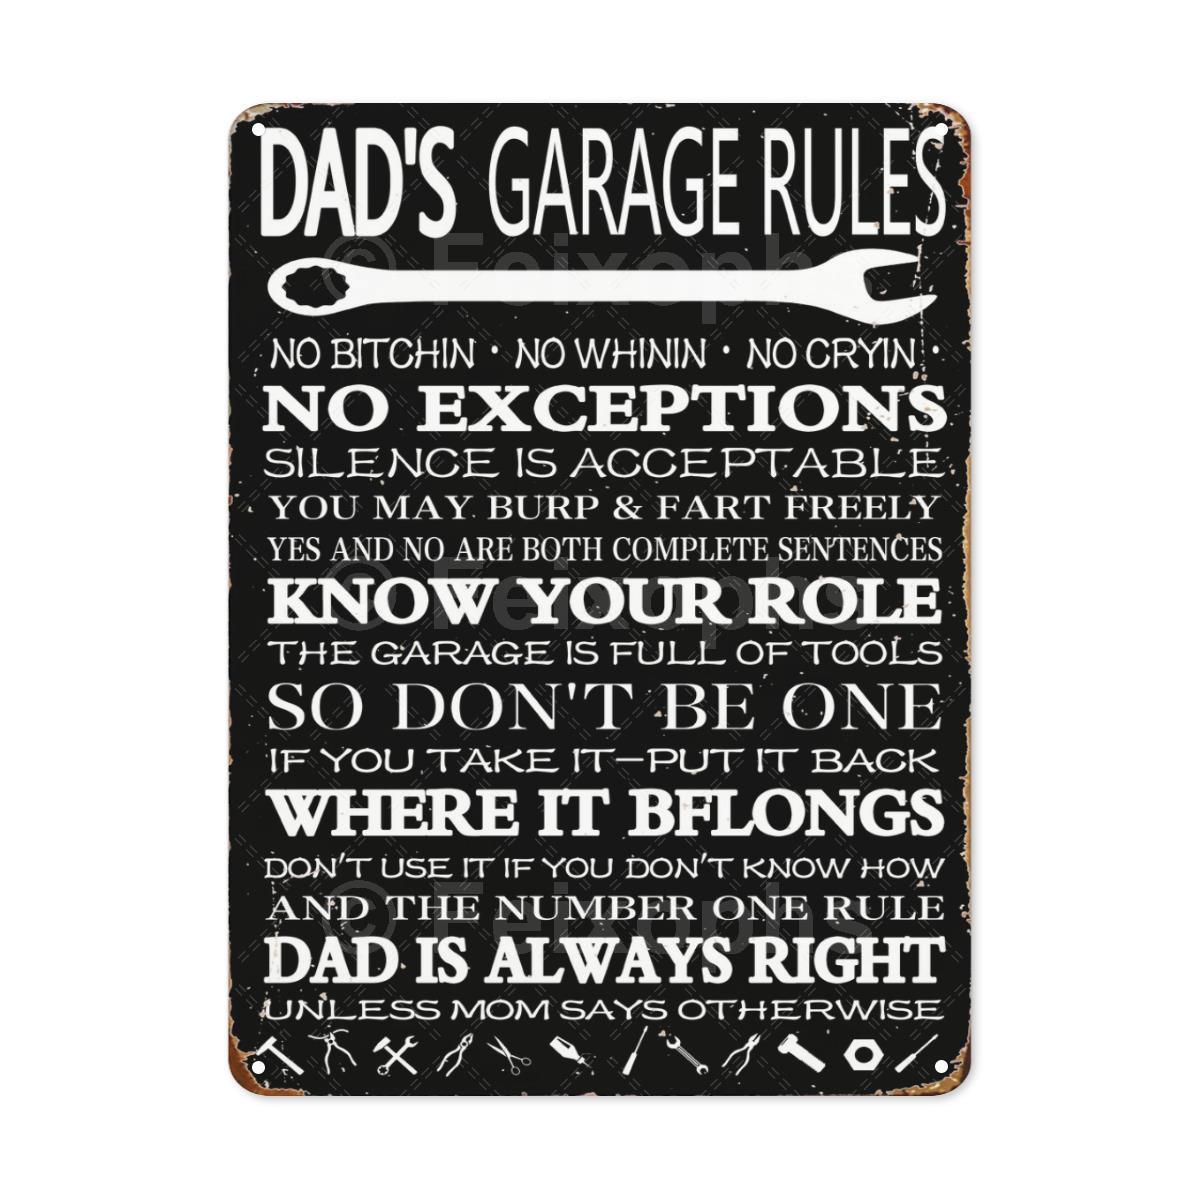 DAD'S GARAGE RULES
NO BITCHIN • NO WHININ • NO CRYIN •
NO EXCEPTIONS
SILENCE IS ACCEPTABLE
YOU MAY BURP & FART FREELY
YES AND NO ARE BOTH COMPLETE SENTENCES
KNOW YOUR ROLE
THE GARAGE IS FULL OF TOOLS
SO DON'T BE ONE
IF YOU TAKE IT—PUT IT BACK
WHERE IT BFLONGS
DON'T USE IT IF YOU DON'T KNOW HOW
AND THE NUMBER ONE RULE
DAD IS ALWAYS RIGHT
UNLESS MOM SAYS OTHERWISE
© Feixophs
© Feixophs
© Feixophs